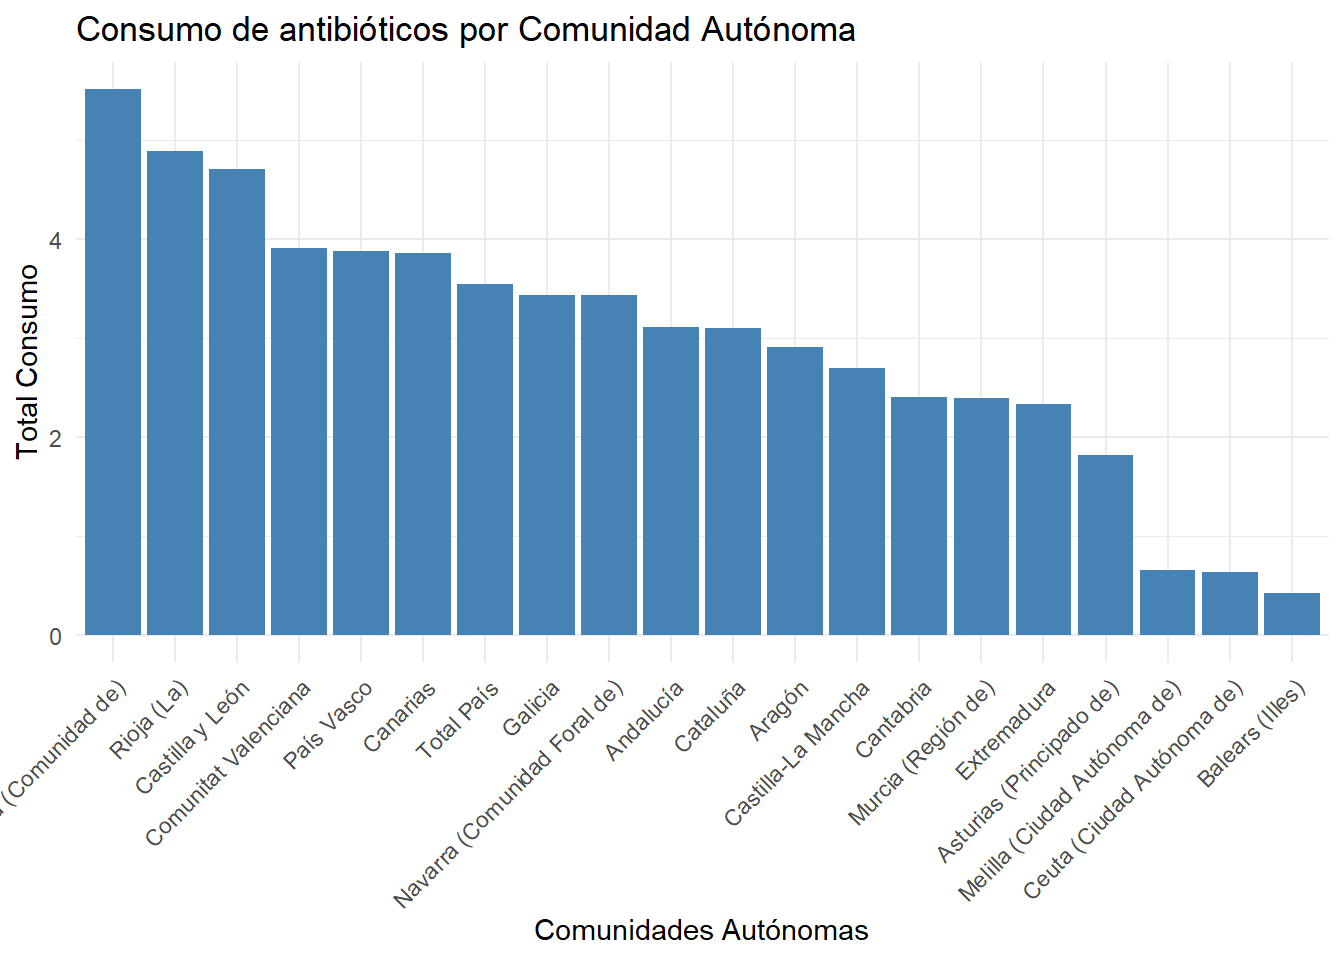 Consumo de antibióticos por Comunidad Autónoma
Total Consumo
4
2
0
(Comunidad de)
Rioja (La)
Castilla y León
Comunitat Valenciana
País Vasco
Canarias
Total País
Galicia
Navarra (Comunidad Foral de)
Andalucía
Cataluña
Aragón
Castilla-La Mancha
Cantabria
Murcia (Región de)
Extremadura
Asturias (Principado de)
Melilla (Ciudad Autónoma de)
Ceuta (Ciudad Autónoma de)
Balears (Illes)
Comunidades Autónomas